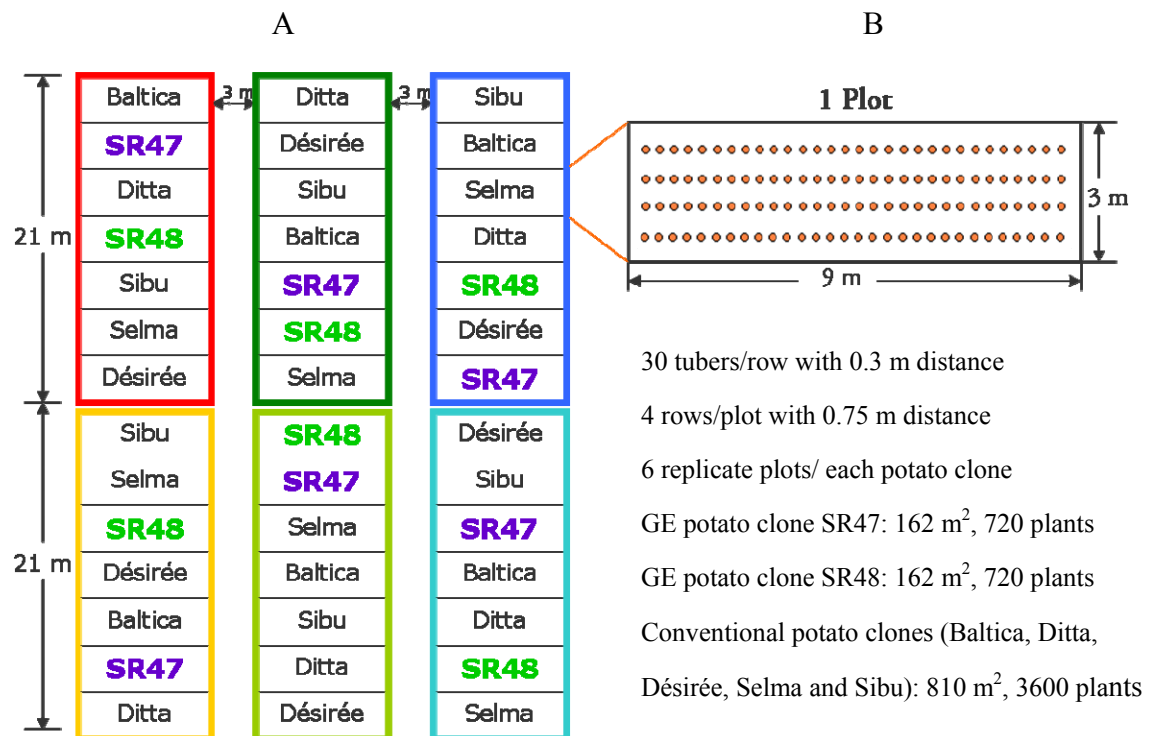 A
B
21 m
21 m
Baltica
SR47
Ditta
SR48
Sibu
Selma
Désirée
3 m
Ditta
Désirée
Sibu
Baltica
SR47
SR48
Selma
3 m
Sibu
Baltica
Selma
Ditta
SR48
Désirée
SR47
Sibu
Selma
SR48
Désirée
Baltica
SR47
Ditta
SR48
SR47
Selma
Baltica
Sibu
Ditta
Désirée
Désirée
Sibu
SR47
Baltica
Ditta
SR48
Selma
1 Plot
3 m
9 m
30 tubers/row with 0.3 m distance
4 rows/plot with 0.75 m distance
6 replicate plots/ each potato clone
GE potato clone SR47: 162 m², 720 plants
GE potato clone SR48: 162 m², 720 plants
Conventional potato clones (Baltica, Ditta,
Désirée, Selma and Sibu): 810 m², 3600 plants